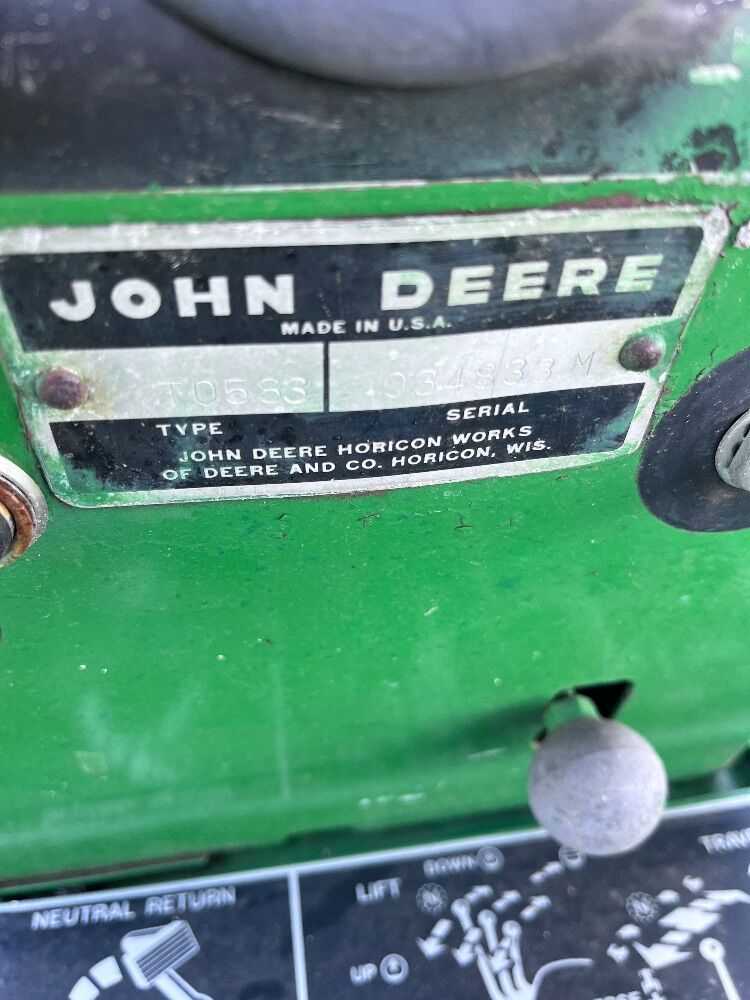 JOHN DEERE
MADE IN U.S.A.
T0583 034833 M
TYPE SERIAL
JOHN DEERE HORICON WORKS
OF DEERE AND CO. HORICON, WIS.
NEUTRAL RETURN
LIFT
DOWN
UP